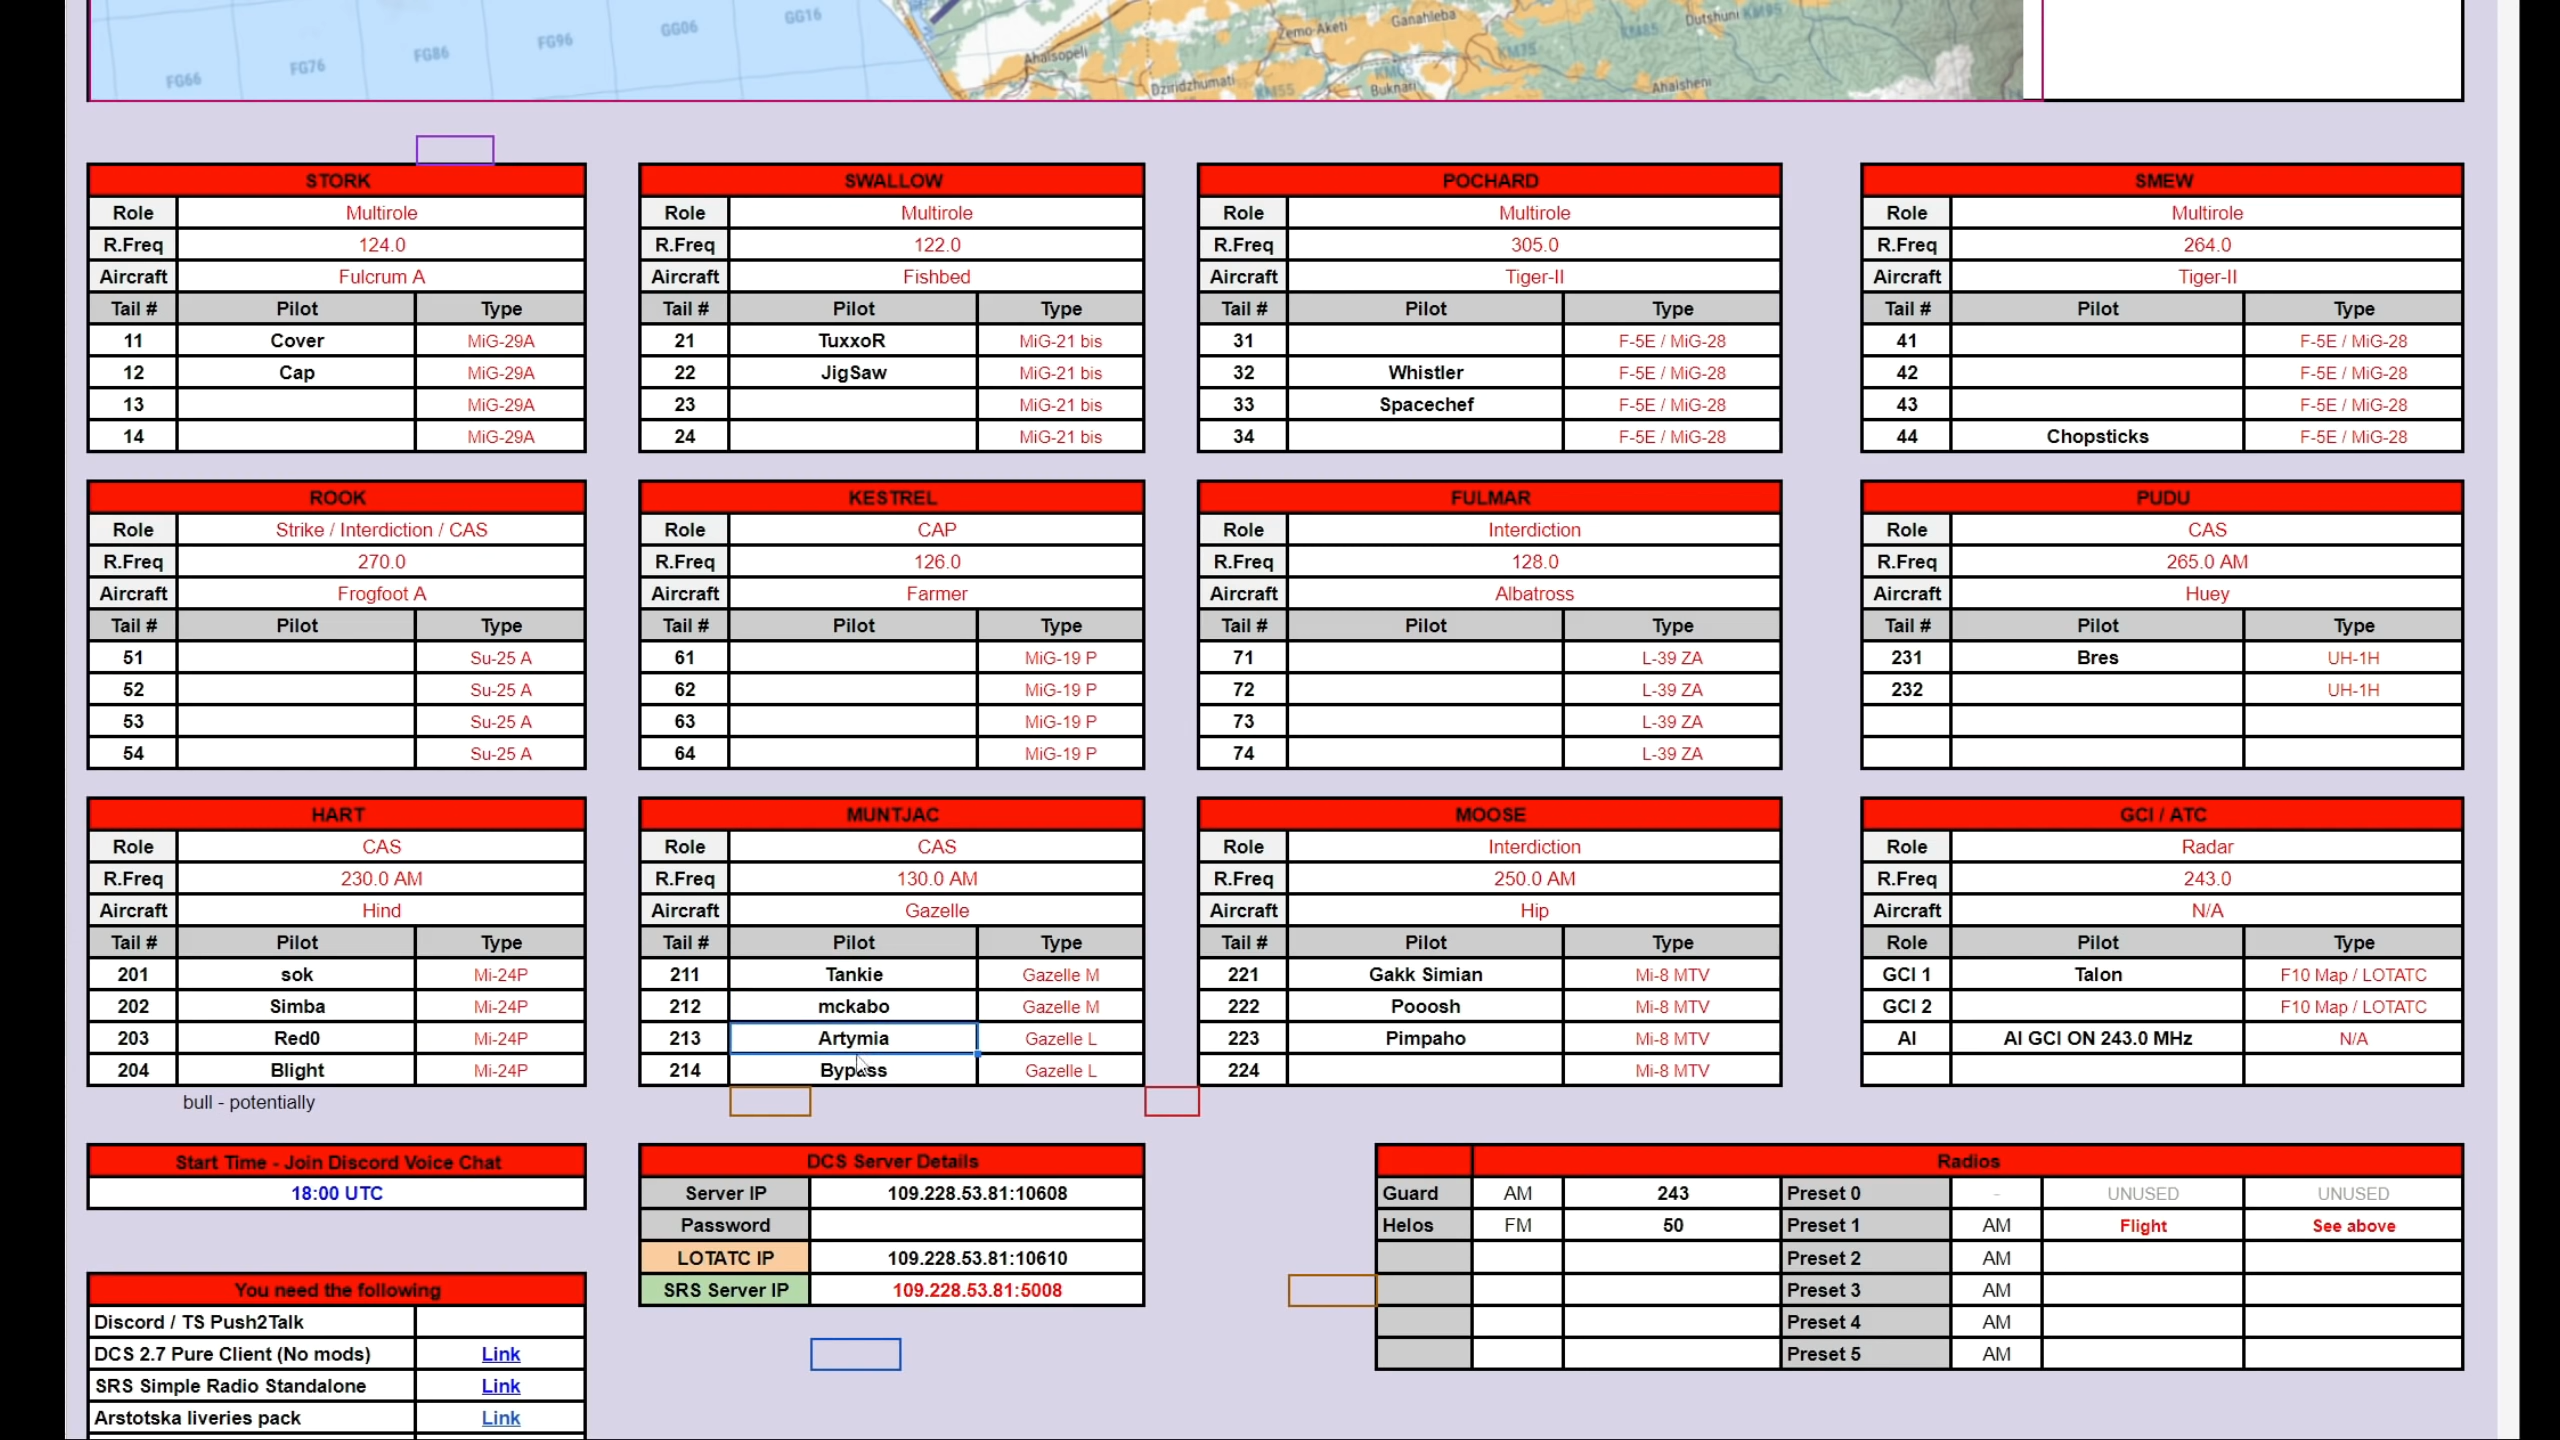 FG66
FG76
FG86
FG96
GG06
GG16
Ahalsopeli
Zemo-Aketi
Ganahleba
Dutshuni KM95
KM85
KM75
KM65
Dziridzhumati
KM55
Buknari
Ahalsheni
STORK
Role Multirole
R.Freq 124.0
Aircraft Fulcrum A
Tail # Pilot Type
11 Cover MiG-29A
12 Cap MiG-29A
13 MiG-29A
14 MiG-29A
SWALLOW
Role Multirole
R.Freq 122.0
Aircraft Fishbed
Tail # Pilot Type
21 TuxxoR MiG-21 bis
22 JigSaw MiG-21 bis
23 MiG-21 bis
24 MiG-21 bis
POCHARD
Role Multirole
R.Freq 305.0
Aircraft Tiger-II
Tail # Pilot Type
31 F-5E / MiG-28
32 Whistler F-5E / MiG-28
33 Spacechef F-5E / MiG-28
34 F-5E / MiG-28
SMEW
Role Multirole
R.Freq 264.0
Aircraft Tiger-II
Tail # Pilot Type
41 F-5E / MiG-28
42 F-5E / MiG-28
43 F-5E / MiG-28
44 Chopsticks F-5E / MiG-28
ROOK
Role Strike / Interdiction / CAS
R.Freq 270.0
Aircraft Frogfoot A
Tail # Pilot Type
51 Su-25 A
52 Su-25 A
53 Su-25 A
54 Su-25 A
KESTREL
Role CAP
R.Freq 126.0
Aircraft Farmer
Tail # Pilot Type
61 MiG-19 P
62 MiG-19 P
63 MiG-19 P
64 MiG-19 P
FULMAR
Role Interdiction
R.Freq 128.0
Aircraft Albatross
Tail # Pilot Type
71 L-39 ZA
72 L-39 ZA
73 L-39 ZA
74 L-39 ZA
PUDU
Role CAS
R.Freq 265.0 AM
Aircraft Huey
Tail # Pilot Type
231 Bres UH-1H
232 UH-1H
HART
Role CAS
R.Freq 230.0 AM
Aircraft Hind
Tail # Pilot Type
201 sok Mi-24P
202 Simba Mi-24P
203 Red0 Mi-24P
204 Blight Mi-24P
bull - potentially
MUNTJAC
Role CAS
R.Freq 130.0 AM
Aircraft Gazelle
Tail # Pilot Type
211 Tankie Gazelle M
212 mckabo Gazelle M
213 Artymia Gazelle L
214 Bypass Gazelle L
MOOSE
Role Interdiction
R.Freq 250.0 AM
Aircraft Hip
Tail # Pilot Type
221 Gakk Simian Mi-8 MTV
222 Pooosh Mi-8 MTV
223 Pimpaho Mi-8 MTV
224 Mi-8 MTV
GCI / ATC
Role Radar
R.Freq 243.0
Aircraft N/A
Role Pilot Type
GCI 1 Talon F10 Map / LOTATC
GCI 2 F10 Map / LOTATC
AI AI GCI ON 243.0 MHz N/A
Start Time - Join Discord Voice Chat
18:00 UTC
You need the following
Discord / TS Push2Talk
DCS 2.7 Pure Client (No mods) Link
SRS Simple Radio Standalone Link
Arstotska liveries pack Link
DCS Server Details
Server IP 109.228.53.81:10608
Password
LOTATC IP 109.228.53.81:10610
SRS Server IP 109.228.53.81:5008
Radios
Guard AM 243 Preset 0 - UNUSED UNUSED
Helos FM 50 Preset 1 AM Flight See above
Preset 2 AM
Preset 3 AM
Preset 4 AM
Preset 5 AM